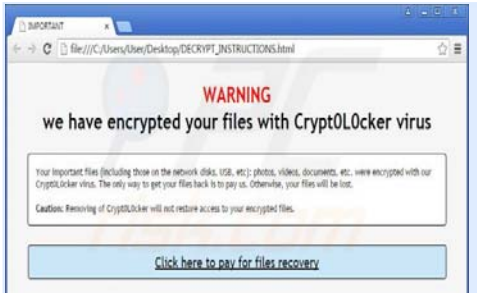 IMPORTANT
file:///C:/Users/User/Desktop/DECRYPT_INSTRUCTIONS.html
WARNING
we have encrypted your files with Crypt0L0cker virus
Your important files (including those on the network disks, USB, etc): photos, videos, documents, etc. were encrypted with our
Crypt0L0cker virus. The only way to get your files back is to pay us. Otherwise, your files will be lost.
Caution: Removing of Crypt0L0cker will not restore access to your encrypted files.
Click here to pay for files recovery